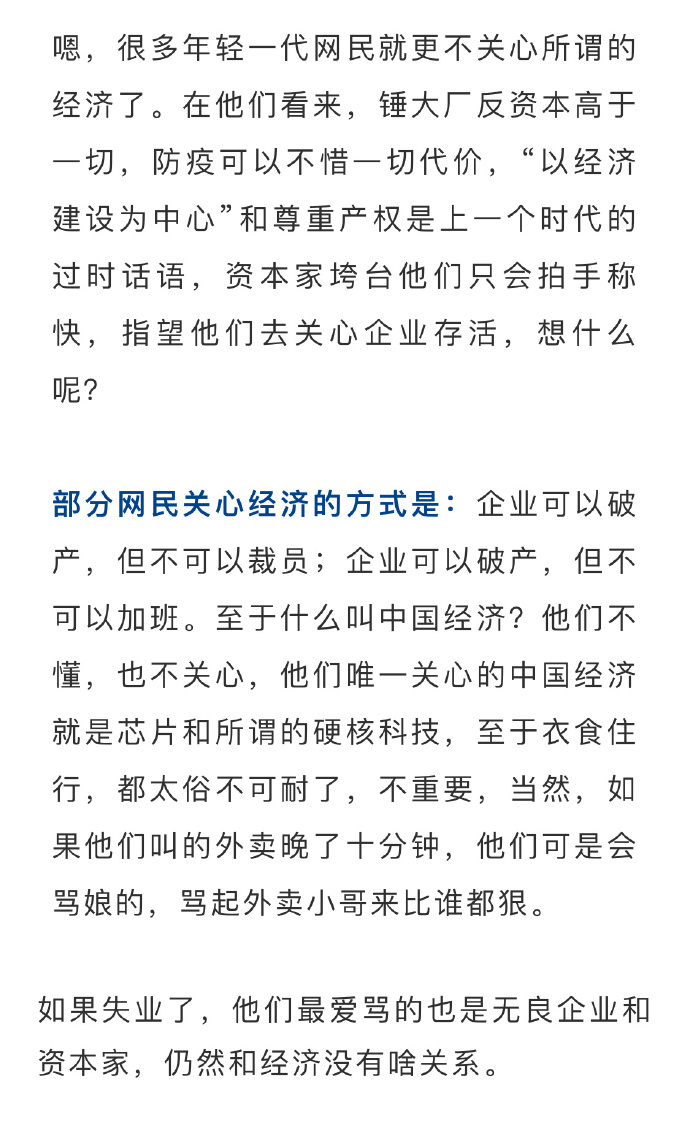 嗯，很多年轻一代网民就更不关心所谓的
经济了。在他们看来，锤大厂反资本高于
一切，防疫可以不惜一切代价，“以经济
建设为中心”和尊重产权是上一个时代的
过时话语，资本家垮台他们只会拍手称
快，指望他们去关心企业存活，想什么
呢？
部分网民关心经济的方式是：企业可以破
产，但不可以裁员；企业可以破产，但不
可以加班。至于什么叫中国经济？他们不
懂，也不关心，他们唯一关心的中国经济
就是芯片和所谓的硬核科技，至于衣食住
行，都太俗不可耐了，不重要，当然，如
果他们叫的外卖晚了十分钟，他们可是会
骂娘的，骂起外卖小哥来比谁都狠。
如果失业了，他们最爱骂的也是无良企业和
资本家，仍然和经济没有啥关系。